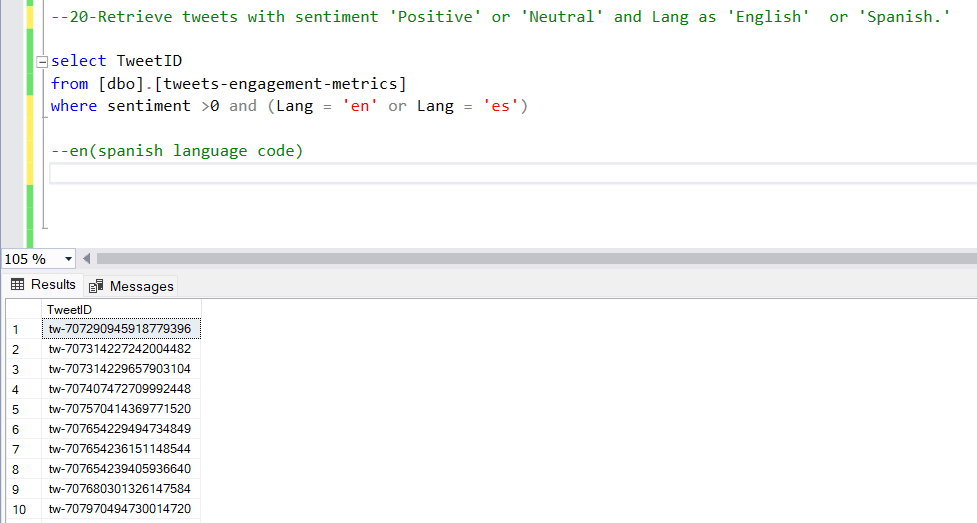 --20-Retrieve tweets with sentiment 'Positive' or 'Neutral' and Lang as 'English'  or 'Spanish.'
select TweetID
from [dbo].[tweets-engagement-metrics]
where sentiment >0 and (Lang = 'en' or Lang = 'es')
--en(spanish language code)
105 %
Results Messages
TweetID
1 tw-707290945918779396
2 tw-707314227242004482
3 tw-707314229657903104
4 tw-707407472709992448
5 tw-707570414369771520
6 tw-707654229494734849
7 tw-707654236151148544
8 tw-707654239405936640
9 tw-707680301326147584
10 tw-707970494730014720